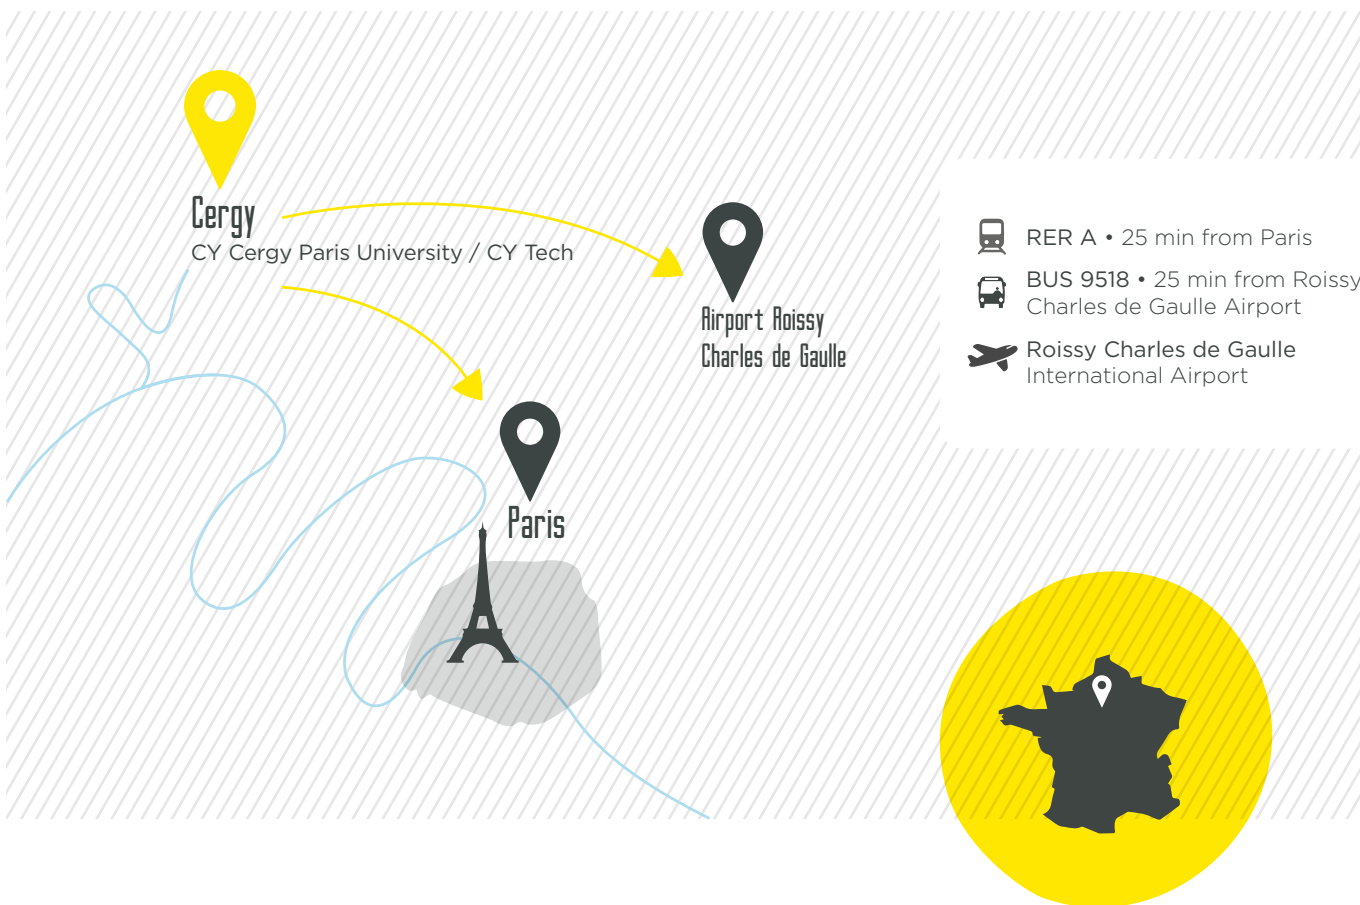 Cergy
CY Cergy Paris University / CY Tech
Airport Roissy
Charles de Gaulle
Paris
RER A • 25 min from Paris
BUS 9518 • 25 min from Roissy
Charles de Gaulle Airport
Roissy Charles de Gaulle
International Airport